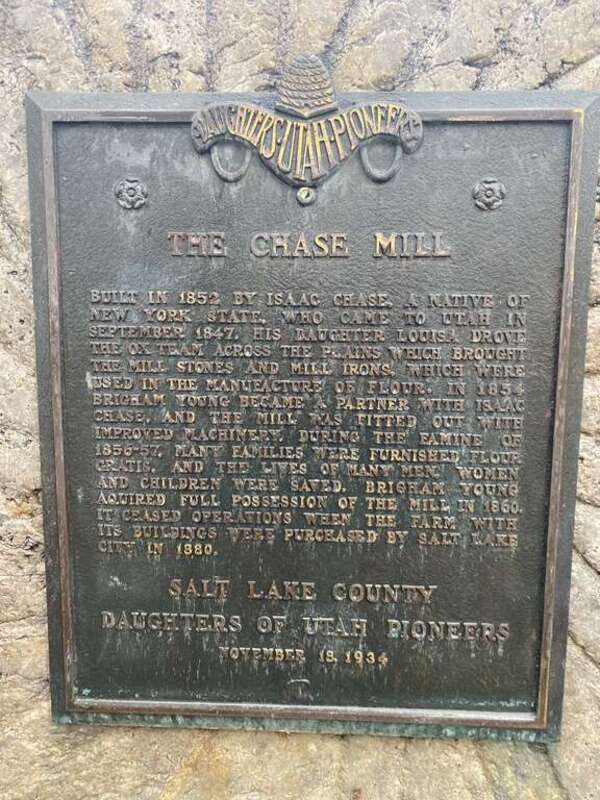 DAUGHTERS·UTAH·PIONEERS
THE CHASE MILL
BUILT IN 1852 BY ISAAC CHASE, A NATIVE OF
NEW YORK STATE, WHO CAME TO UTAH IN
SEPTEMBER 1847. HIS DAUGHTER LOUISA DROVE
THE OX TEAM ACROSS THE PLAINS WHICH BROUGHT
THE MILL STONES AND MILL IRONS, WHICH WERE
USED IN THE MANUFACTURE OF FLOUR. IN 1854
BRIGHAM YOUNG BECAME A PARTNER WITH ISAAC
CHASE, AND THE MILL WAS FITTED OUT WITH
IMPROVED MACHINERY. DURING THE FAMINE OF
1856-57, MANY FAMILIES WERE FURNISHED FLOUR
GRATIS, AND THE LIVES OF MANY MEN, WOMEN
AND CHILDREN WERE SAVED. BRIGHAM YOUNG
AQUIRED FULL POSSESSION OF THE MILL IN 1860.
IT CEASED OPERATIONS WHEN THE FARM WITH
ITS BUILDINGS WERE PURCHASED BY SALT LAKE
CITY IN 1880.
SALT LAKE COUNTY
DAUGHTERS OF UTAH PIONEERS
NOVEMBER 18, 1934